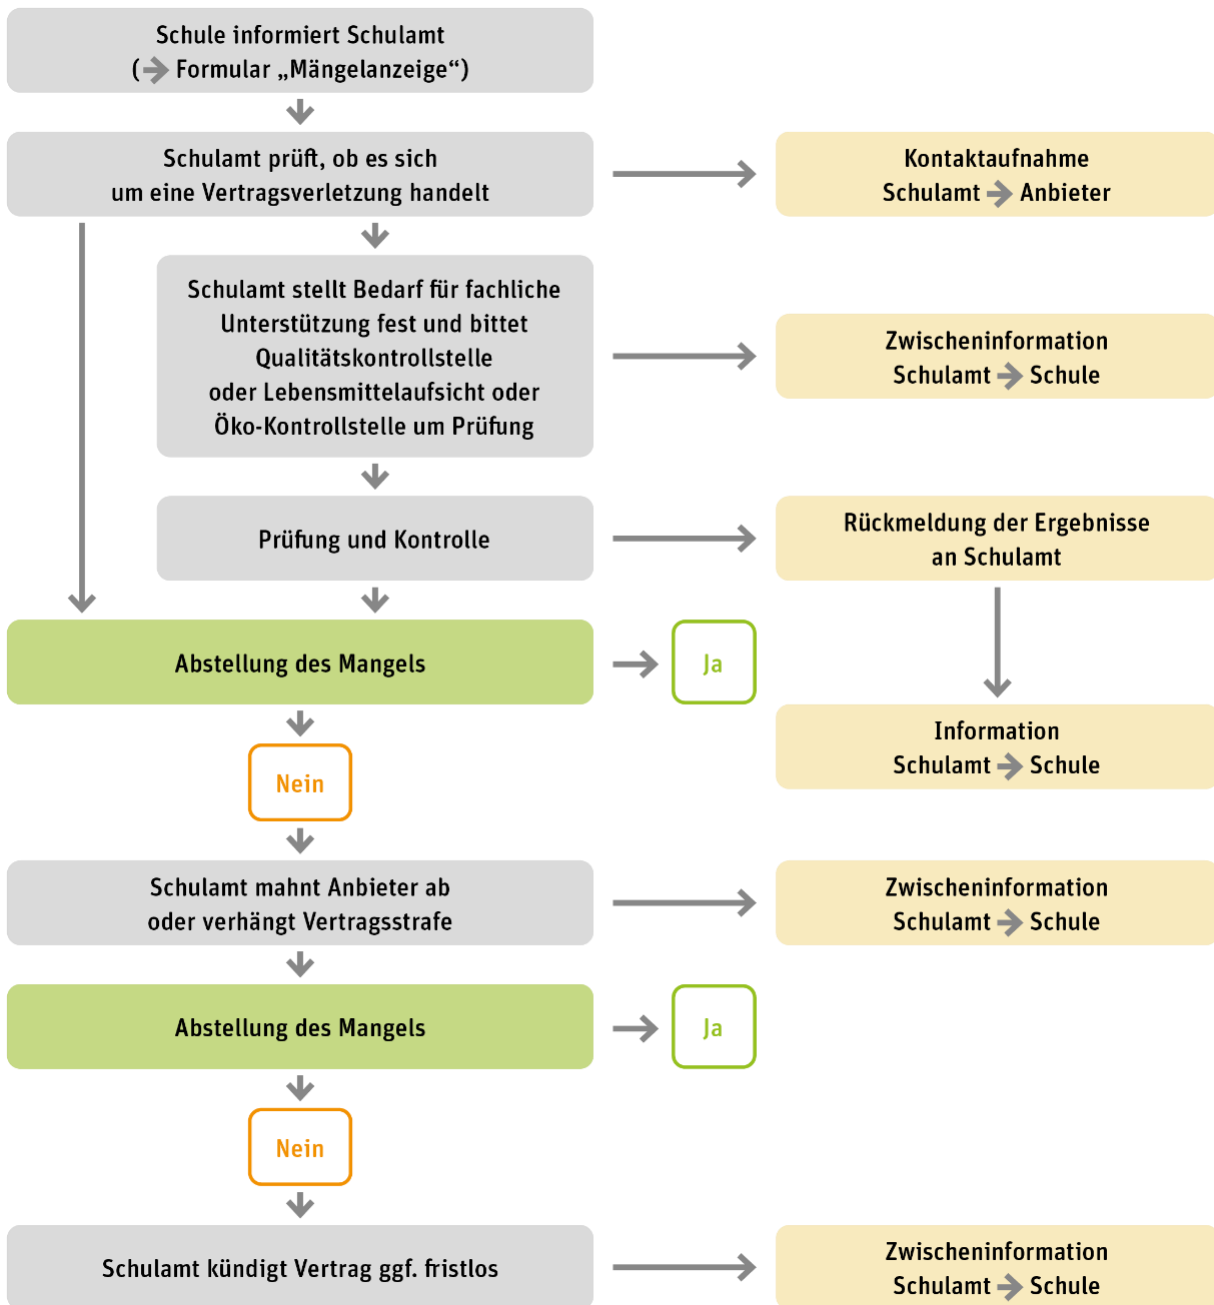 Schule informiert Schulamt
(➔ Formular „Mängelanzeige“)
Schulamt prüft, ob es sich
um eine Vertragsverletzung handelt
Kontaktaufnahme
Schulamt ➔ Anbieter
Schulamt stellt Bedarf für fachliche
Unterstützung fest und bittet
Qualitätskontrollstelle
oder Lebensmittelaufsicht oder
Öko-Kontrollstelle um Prüfung
Zwischeninformation
Schulamt ➔ Schule
Prüfung und Kontrolle
Rückmeldung der Ergebnisse
an Schulamt
Abstellung des Mangels
Ja
Information
Schulamt ➔ Schule
Nein
Schulamt mahnt Anbieter ab
oder verhängt Vertragsstrafe
Zwischeninformation
Schulamt ➔ Schule
Abstellung des Mangels
Ja
Nein
Schulamt kündigt Vertrag ggf. fristlos
Zwischeninformation
Schulamt ➔ Schule